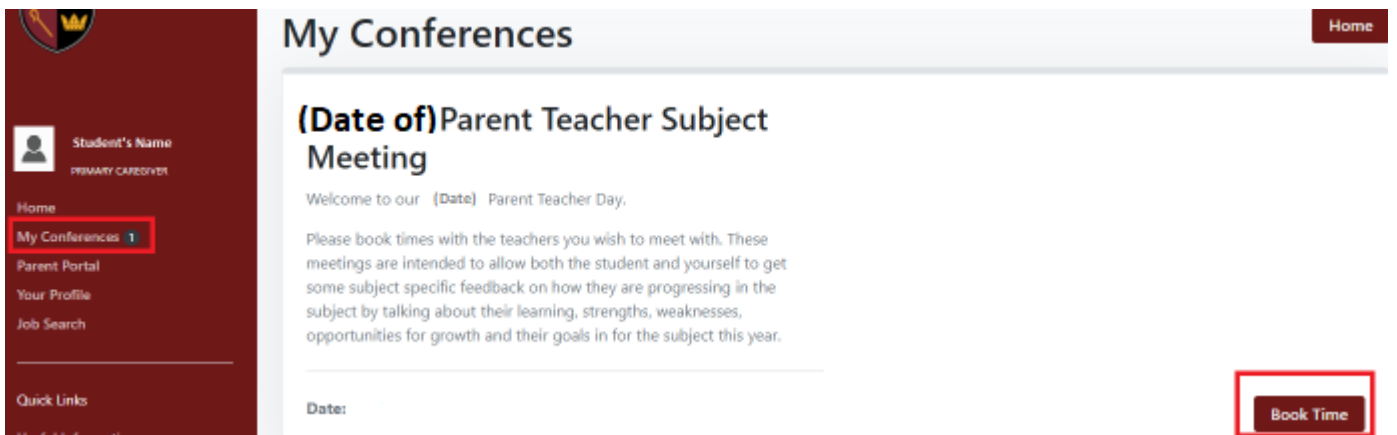 My Conferences
Home
Student's Name
PRIMARY CAREGIVER
Home
My Conferences 1
Parent Portal
Your Profile
Job Search
Quick Links
(Date of) Parent Teacher Subject
Meeting
Welcome to our (Date) Parent Teacher Day.
Please book times with the teachers you wish to meet with. These
meetings are intended to allow both the student and yourself to get
some subject specific feedback on how they are progressing in the
subject by talking about their learning, strengths, weaknesses,
opportunities for growth and their goals in for the subject this year.
Date:
Book Time